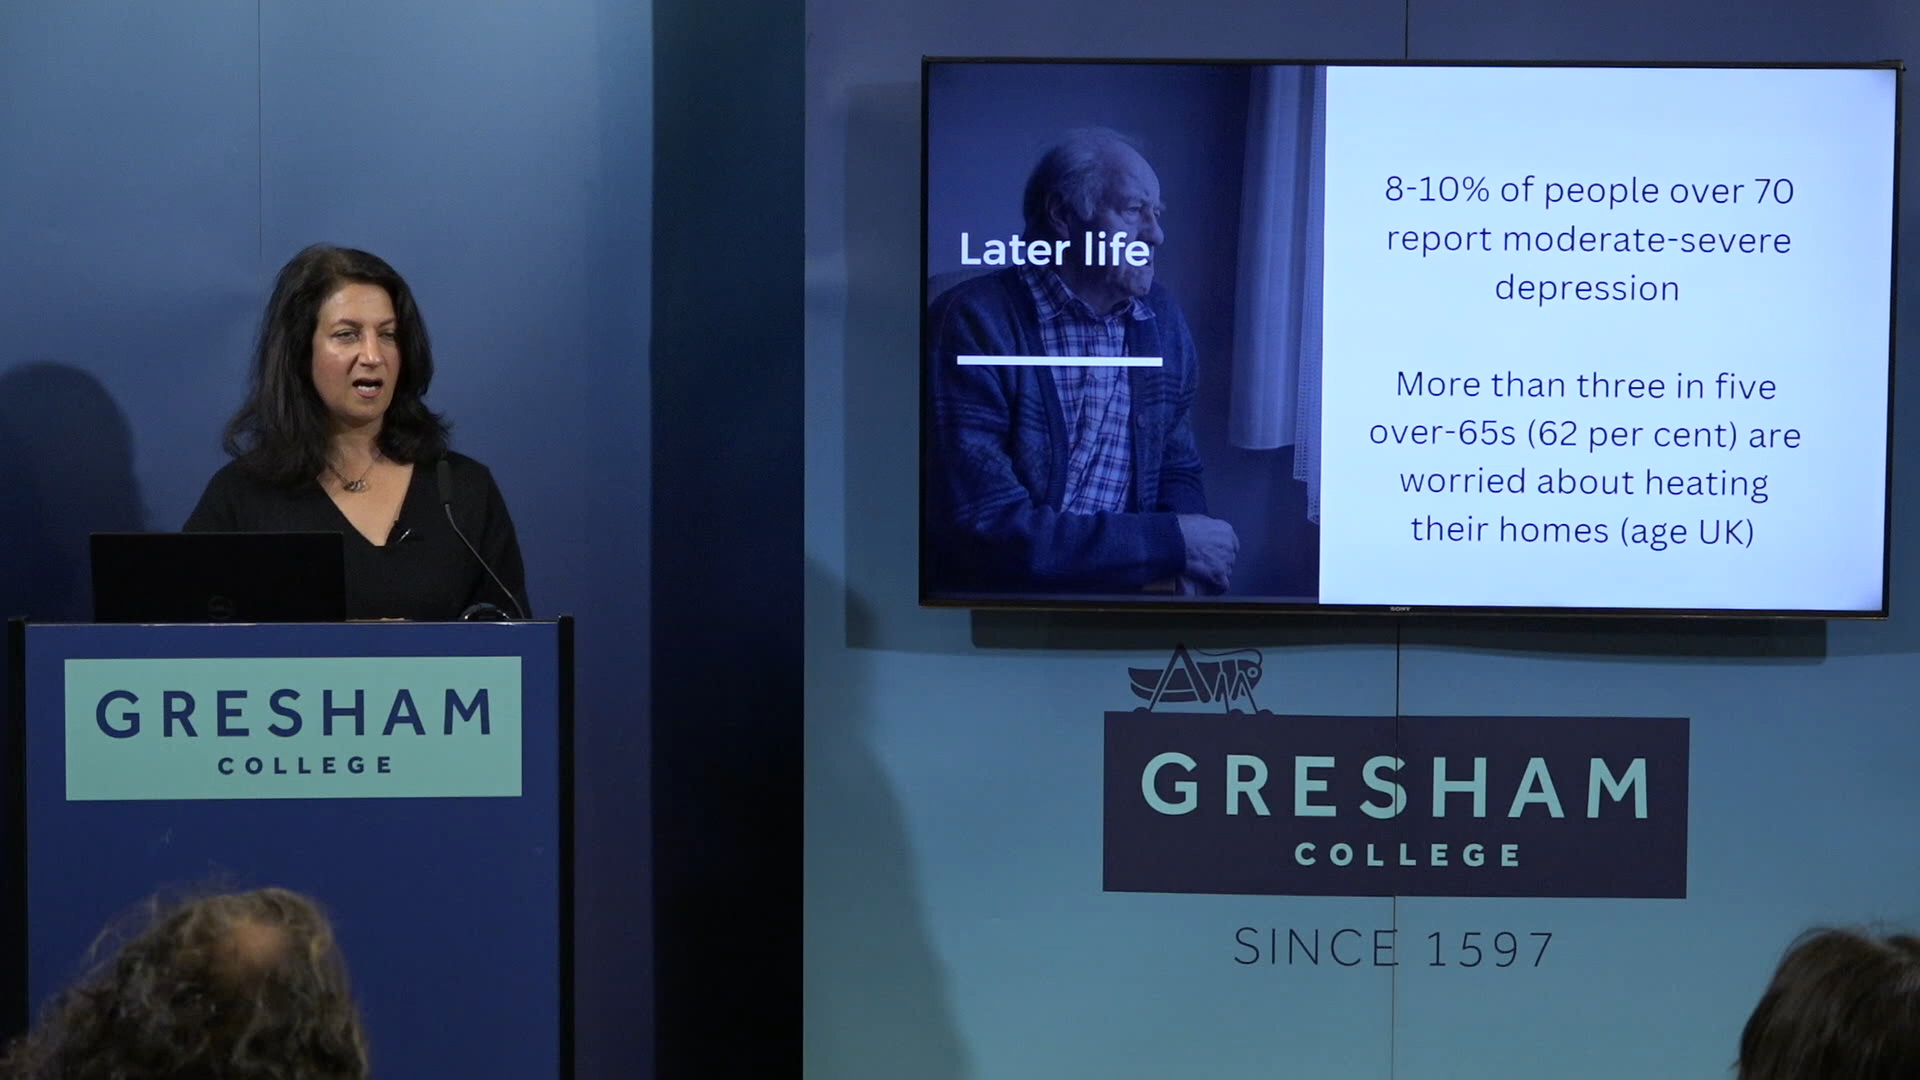 Later life
8-10% of people over 70
report moderate-severe
depression
More than three in five
over-65s (62 per cent) are
worried about heating
their homes (age UK)
SONY
GRESHAM
COLLEGE
GRESHAM
COLLEGE
SINCE 1597